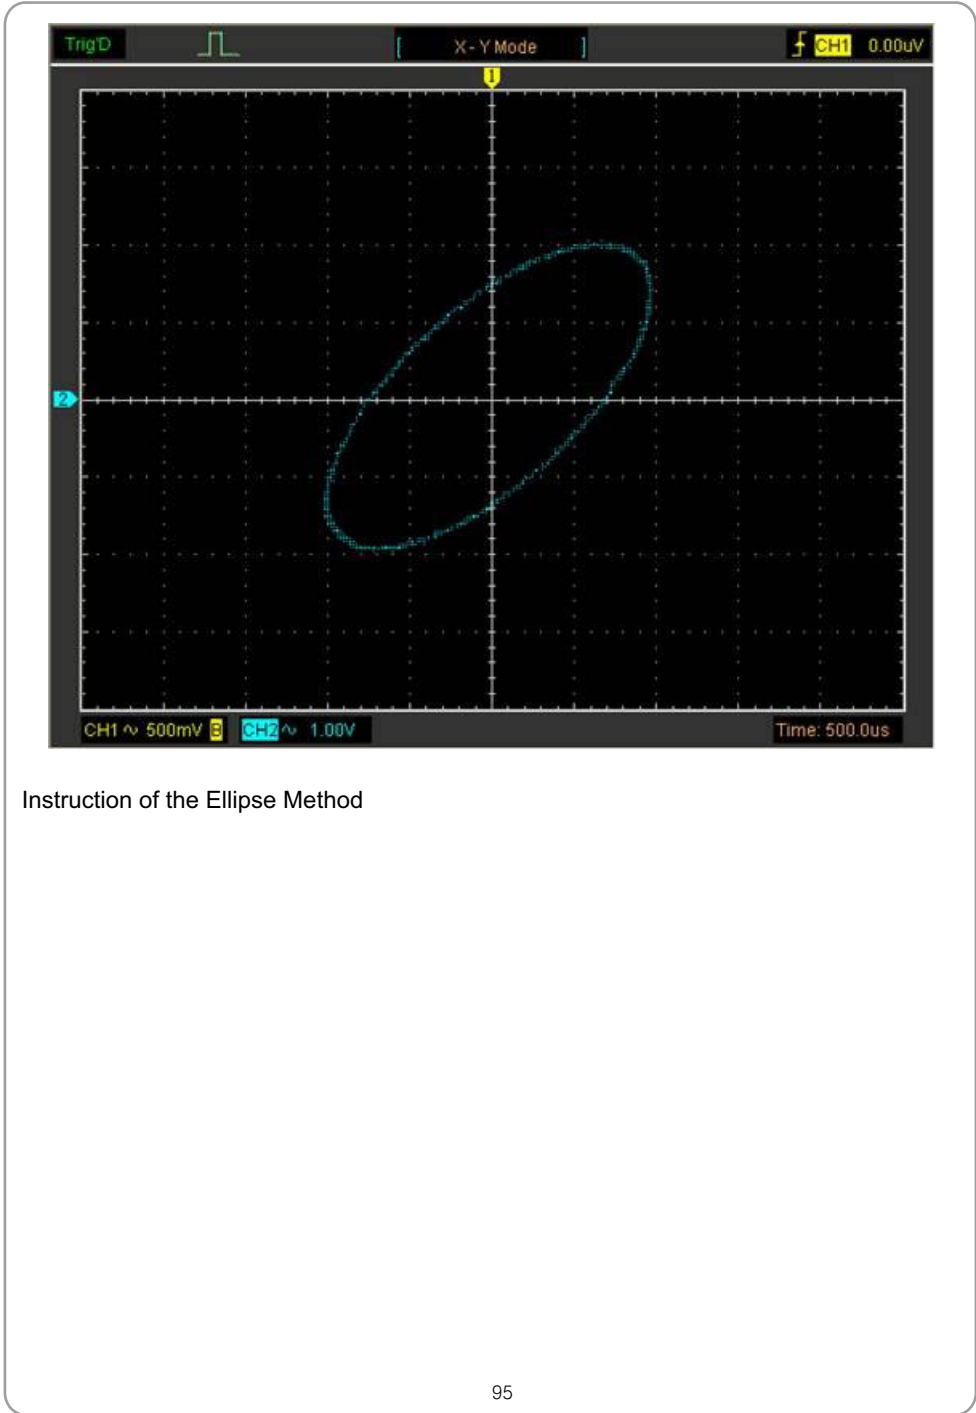 Trig'D [ X - Y Mode ] CH1 0.00uV
1
2
CH1 ~ 500mV B CH2 ~ 1.00V Time: 500.0us
Instruction of the Ellipse Method
95